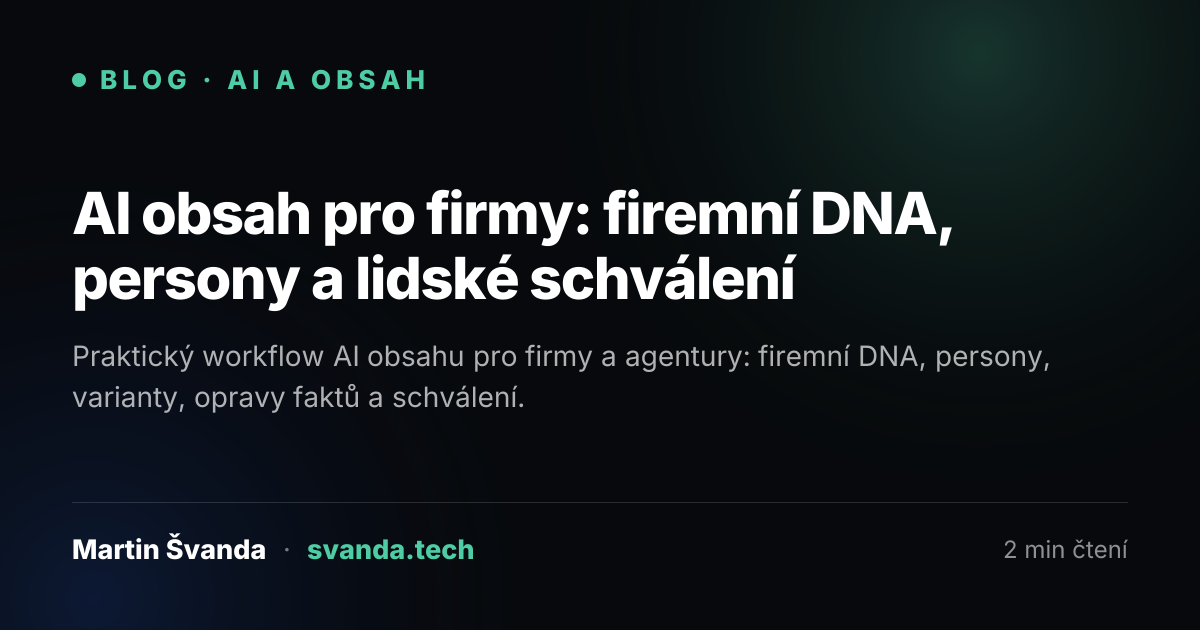 BLOG · AI A OBSAH
AI obsah pro firmy: firemní DNA,
persony a lidské schválení
Praktický workflow AI obsahu pro firmy a agentury: firemní DNA, persony,
varianty, opravy faktů a schválení.
Martin Švanda · svanda.tech
2 min čtení